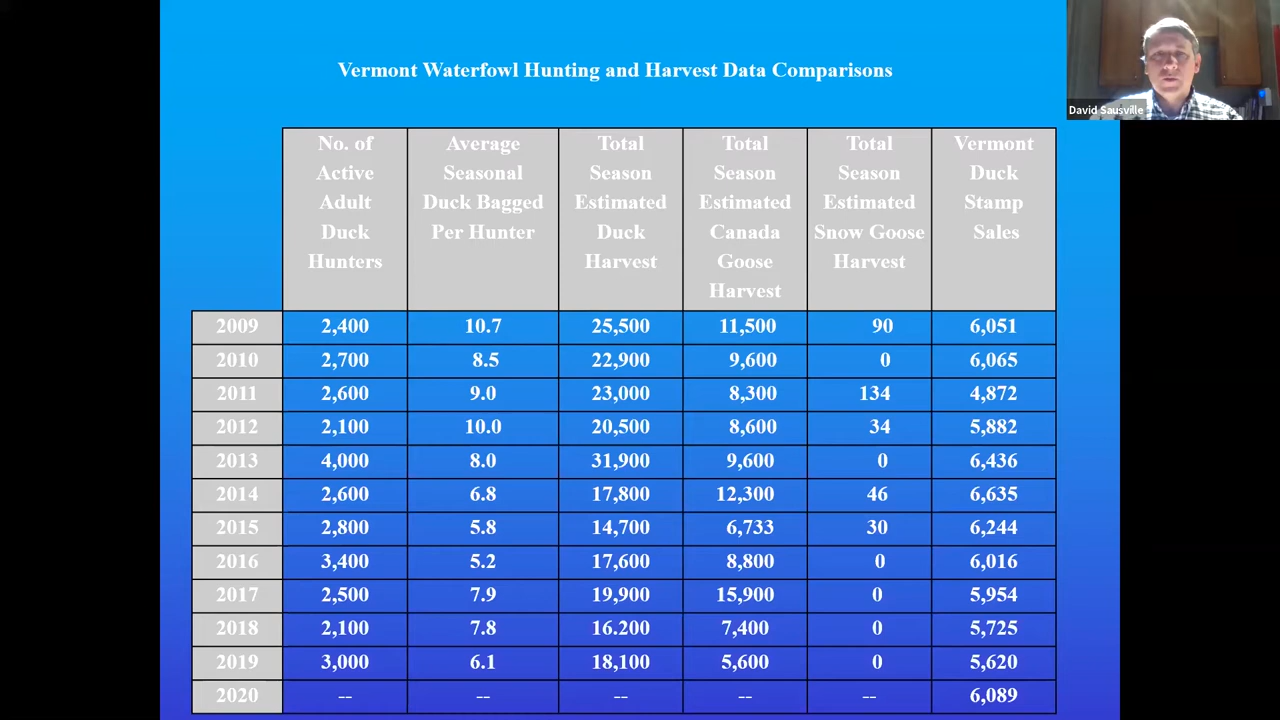 Vermont Waterfowl Hunting and Harvest Data Comparisons
David Sausville
No. of Active Adult Duck Hunters | Average Seasonal Duck Bagged Per Hunter | Total Season Estimated Duck Harvest | Total Season Estimated Canada Goose Harvest | Total Season Estimated Snow Goose Harvest | Vermont Duck Stamp Sales
2009 | 2,400 | 10.7 | 25,500 | 11,500 | 90 | 6,051
2010 | 2,700 | 8.5 | 22,900 | 9,600 | 0 | 6,065
2011 | 2,600 | 9.0 | 23,000 | 8,300 | 134 | 4,872
2012 | 2,100 | 10.0 | 20,500 | 8,600 | 34 | 5,882
2013 | 4,000 | 8.0 | 31,900 | 9,600 | 0 | 6,436
2014 | 2,600 | 6.8 | 17,800 | 12,300 | 46 | 6,635
2015 | 2,800 | 5.8 | 14,700 | 6,733 | 30 | 6,244
2016 | 3,400 | 5.2 | 17,600 | 8,800 | 0 | 6,016
2017 | 2,500 | 7.9 | 19,900 | 15,900 | 0 | 5,954
2018 | 2,100 | 7.8 | 16.200 | 7,400 | 0 | 5,725
2019 | 3,000 | 6.1 | 18,100 | 5,600 | 0 | 5,620
2020 | -- | -- | -- | -- | -- | 6,089